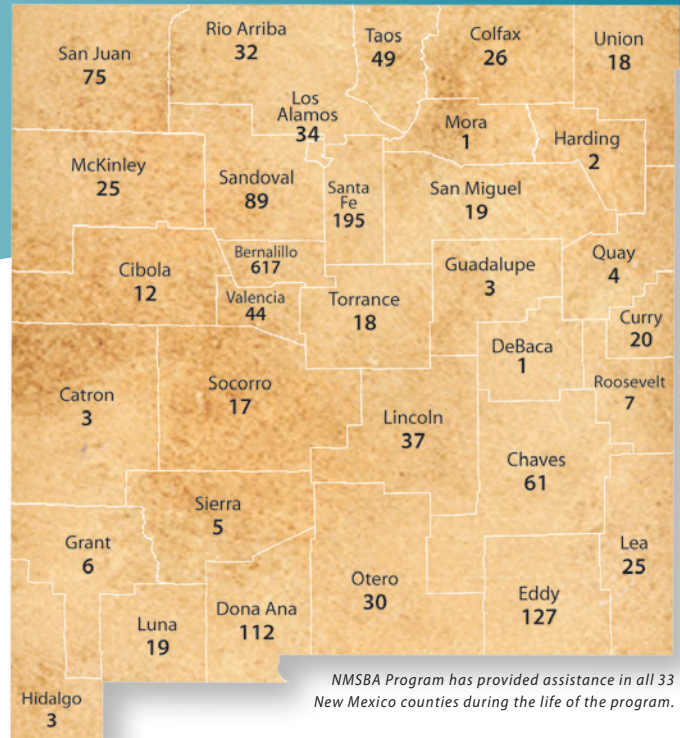 San Juan
75
Rio Arriba
32
Taos
49
Colfax
26
Union
18
Los
Alamos
34
Mora
1
Harding
2
McKinley
25
Sandoval
89
Santa
Fe
195
San Miguel
19
Bernalillo
617
Cibola
12
Valencia
44
Torrance
18
Guadalupe
3
Quay
4
Curry
20
DeBaca
1
Roosevelt
7
Catron
3
Socorro
17
Lincoln
37
Chaves
61
Sierra
5
Grant
6
Lea
25
Otero
30
Eddy
127
Luna
19
Dona Ana
112
Hidalgo
3
NMSBA Program has provided assistance in all 33
New Mexico counties during the life of the program.